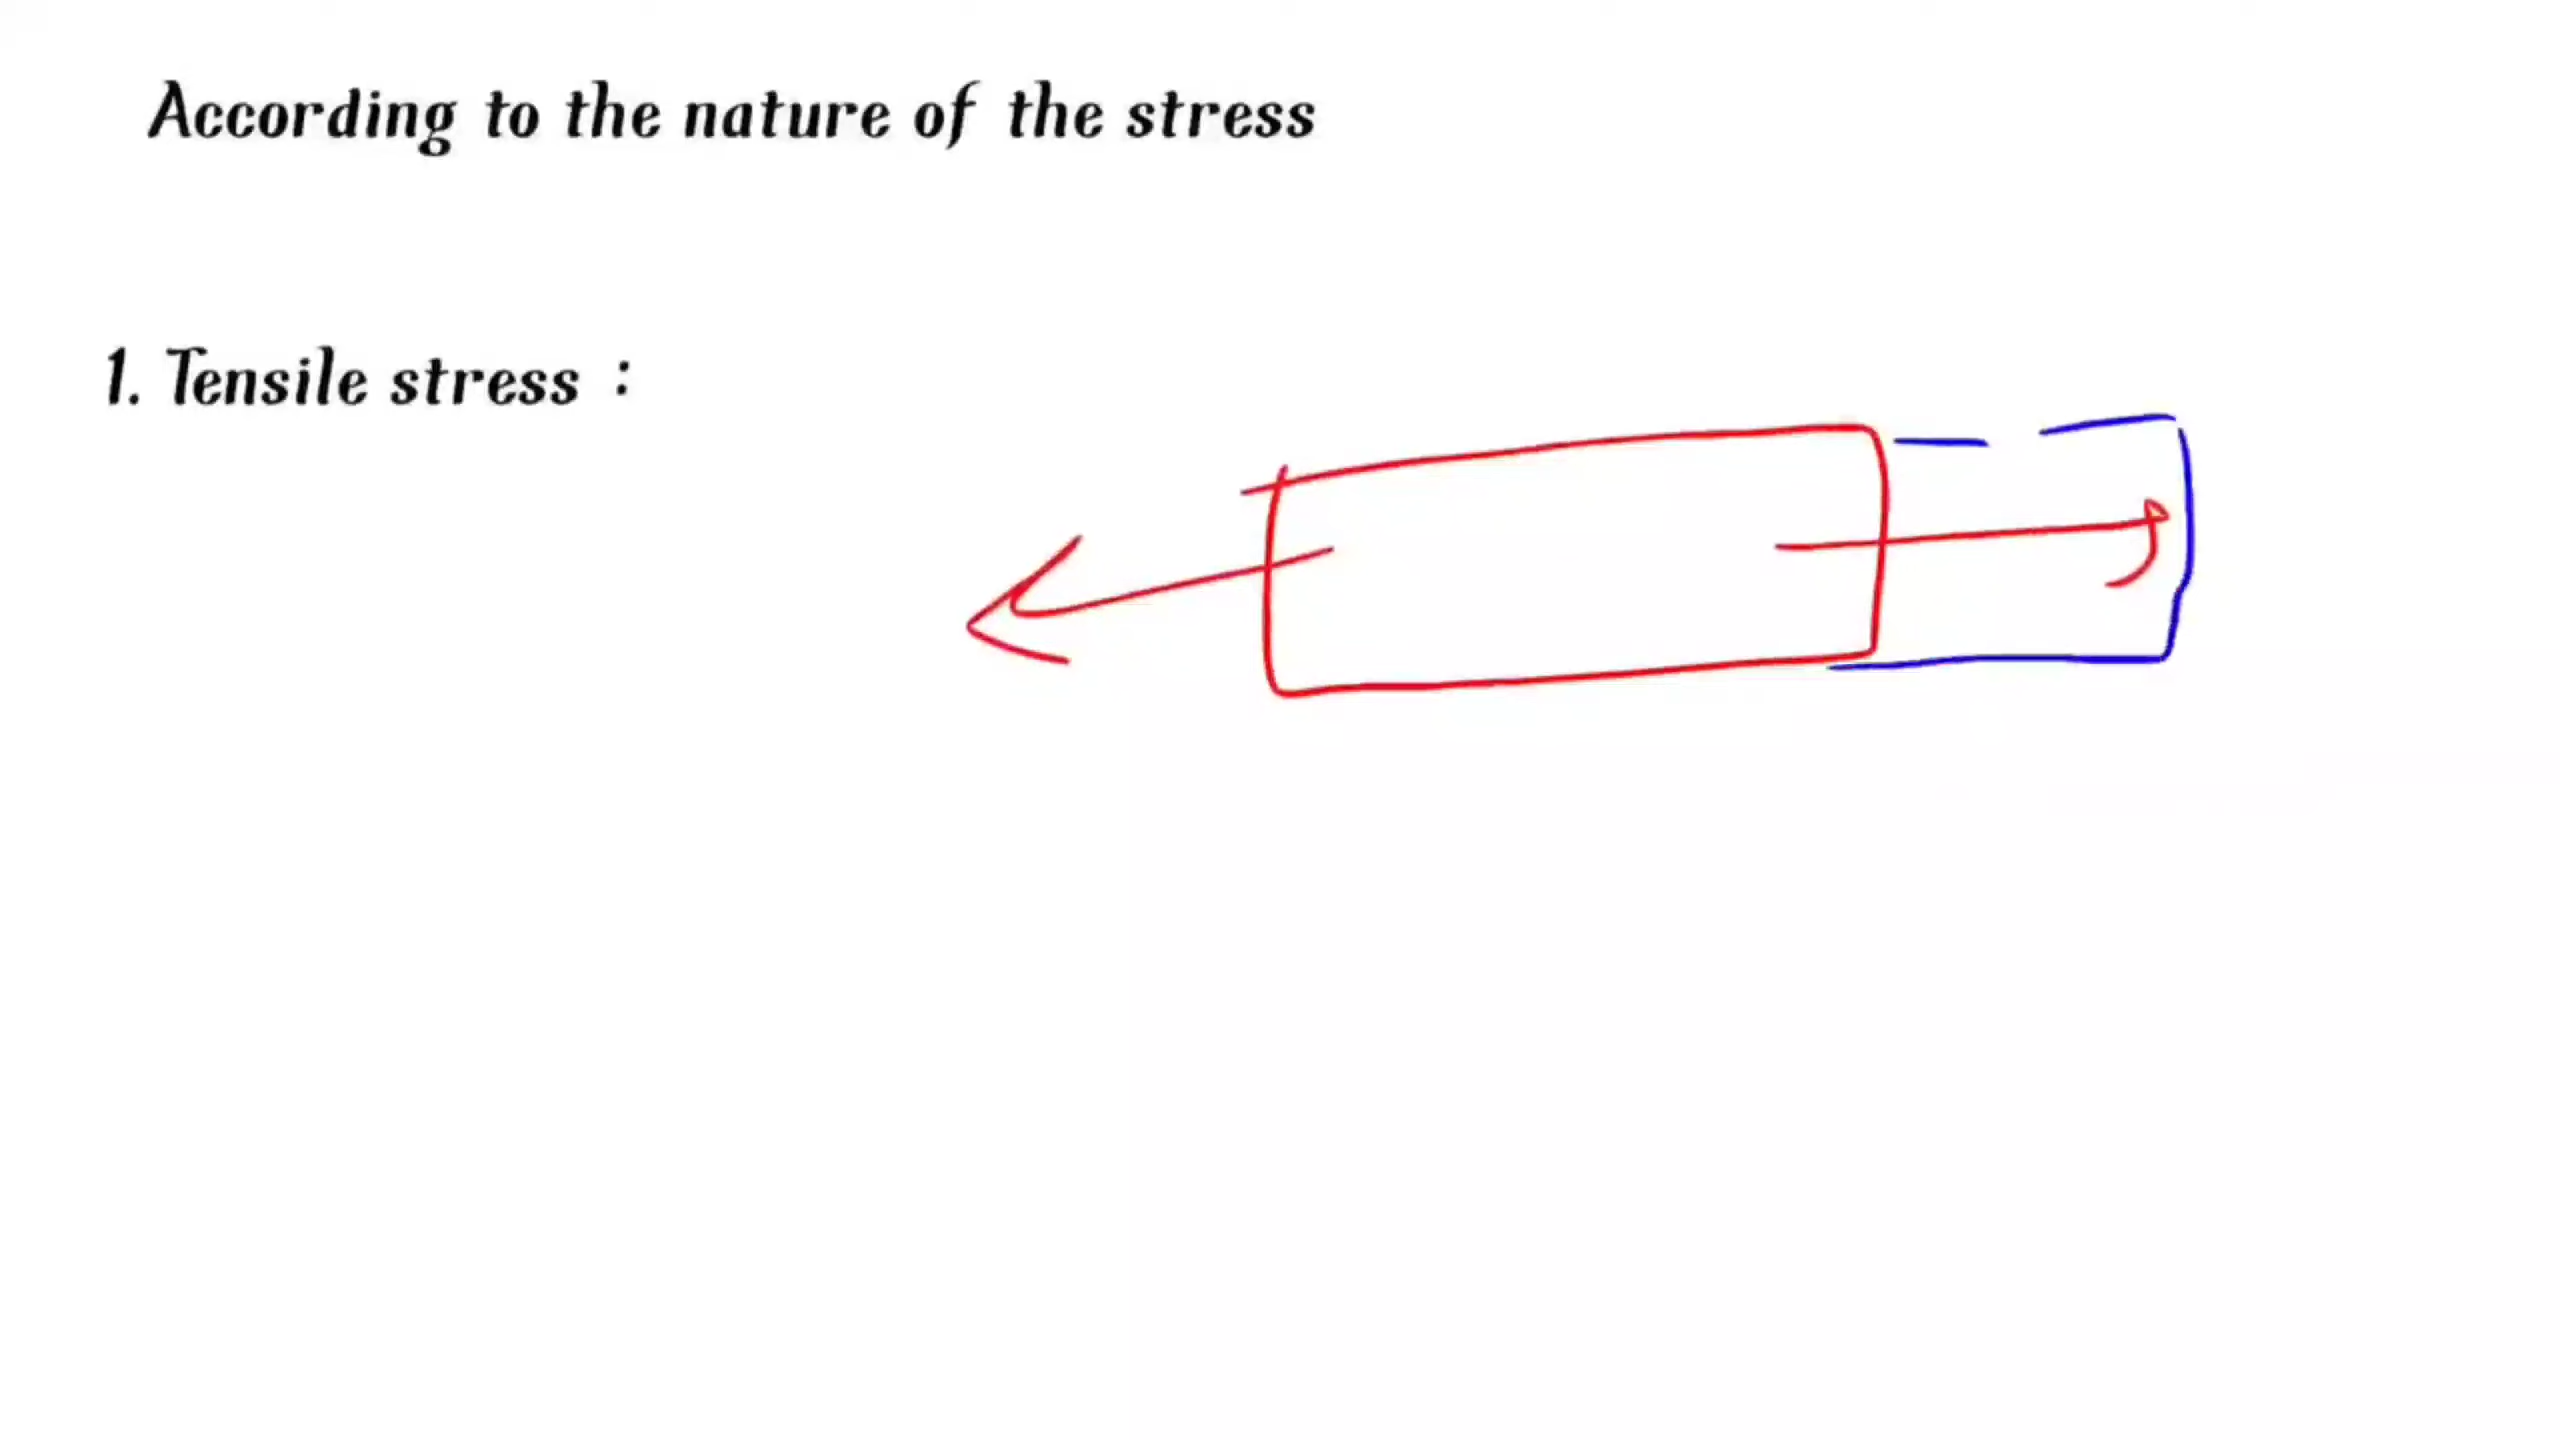 According to the nature of the stress
1. Tensile stress :